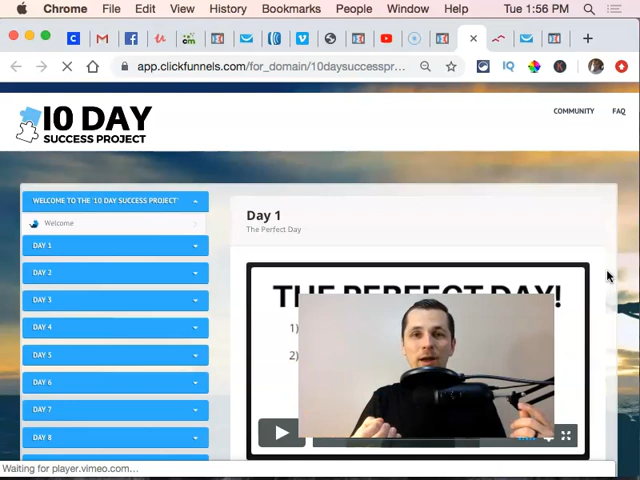 Chrome File Edit View History Bookmarks People Window Help Tue 1:56 PM
app.clickfunnels.com/for_domain/10daysuccesspr...
10 DAY
SUCCESS PROJECT
COMMUNITY FAQ
WELCOME TO THE '10 DAY SUCCESS PROJECT'
Welcome
DAY 1
DAY 2
DAY 3
DAY 4
DAY 5
DAY 6
DAY 7
DAY 8
Day 1
The Perfect Day
THE PERFECT DAY!
1)
2)
Waiting for player.vimeo.com...